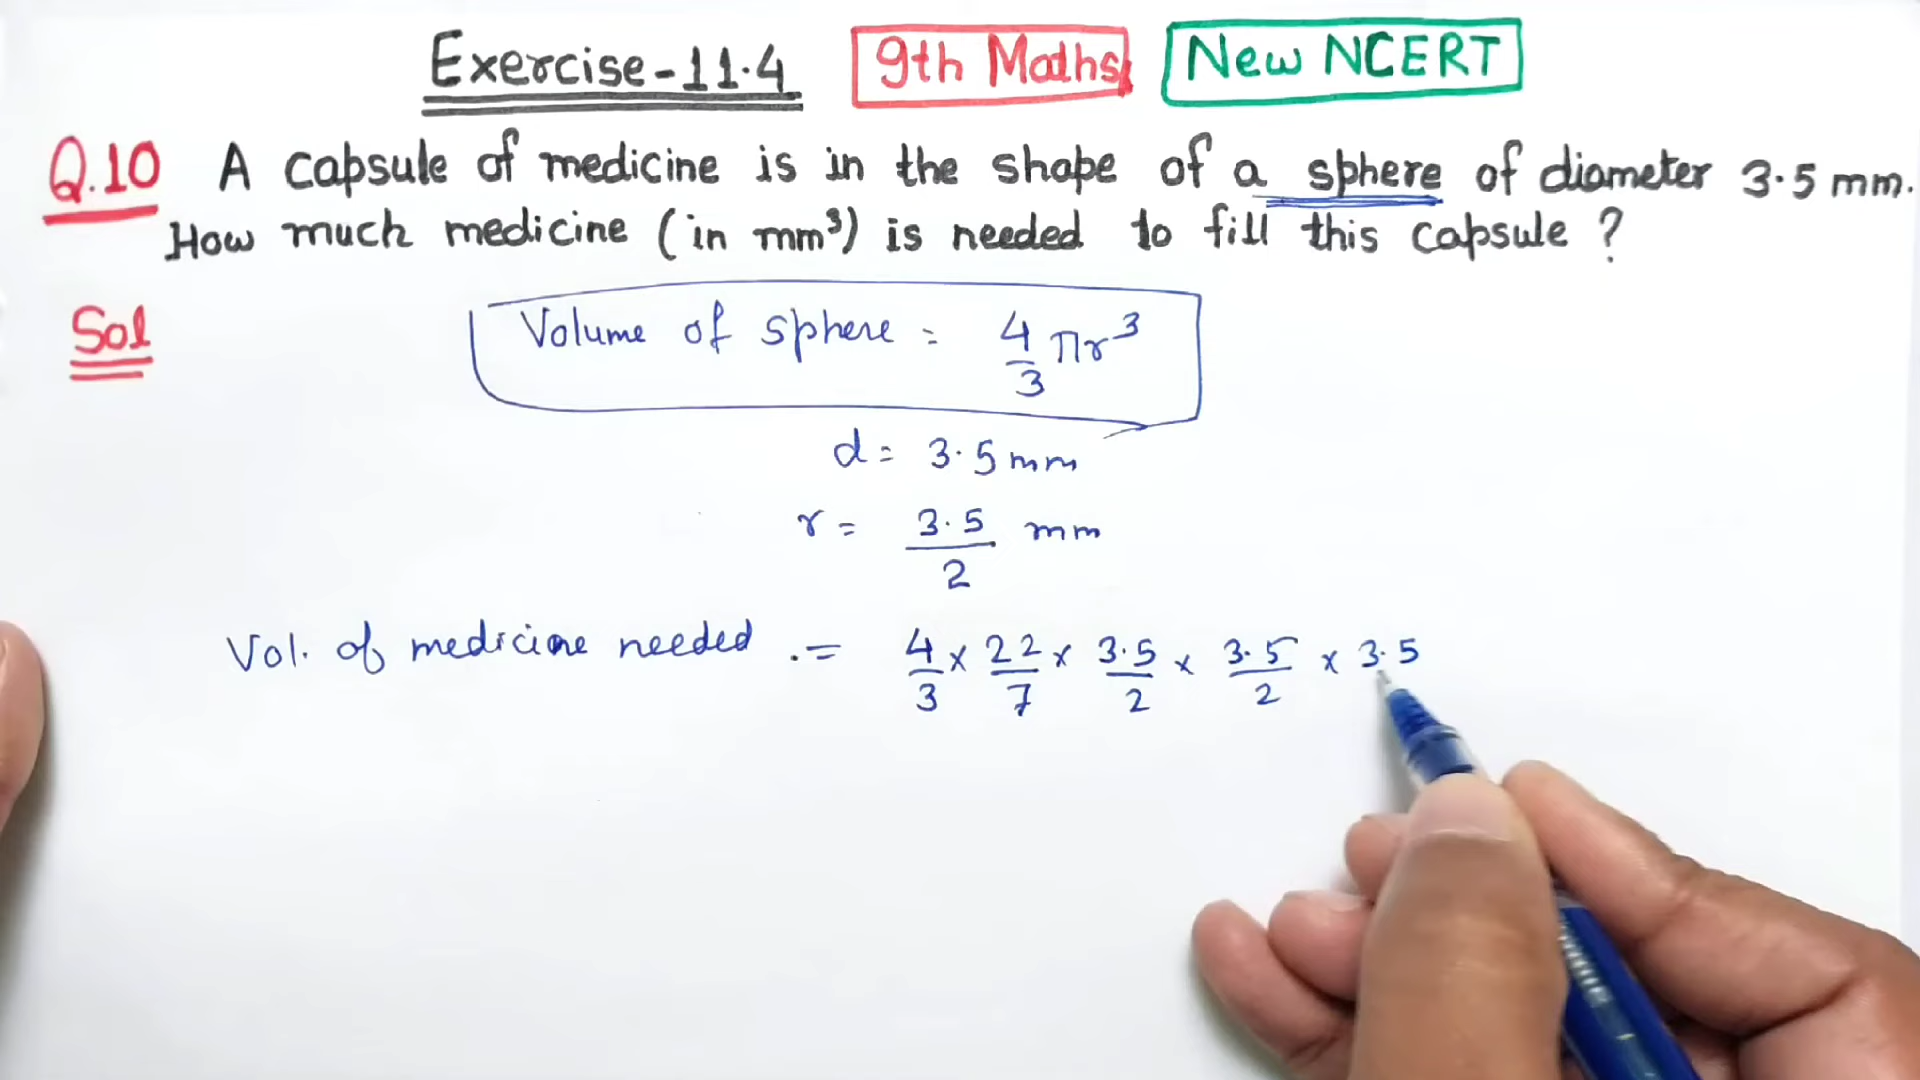 Exercise-11.4 9th Maths New NCERT
Q.10 A capsule of medicine is in the shape of a sphere of diameter 3.5 mm.
How much medicine (in mm³) is needed to fill this capsule ?
Sol
Volume of sphere = 4/3 πr³
d = 3.5 mm
r = 3.5/2 mm
Vol. of medicine needed .= 4/3 × 22/7 × 3.5/2 × 3.5/2 × 3.5